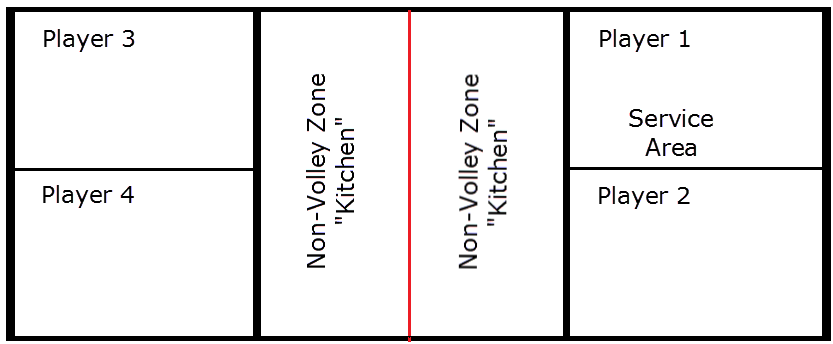 Player 3
Non-Volley Zone
"Kitchen"
Non-Volley Zone
"Kitchen"
Player 1
Service
Area
Player 4
Player 2